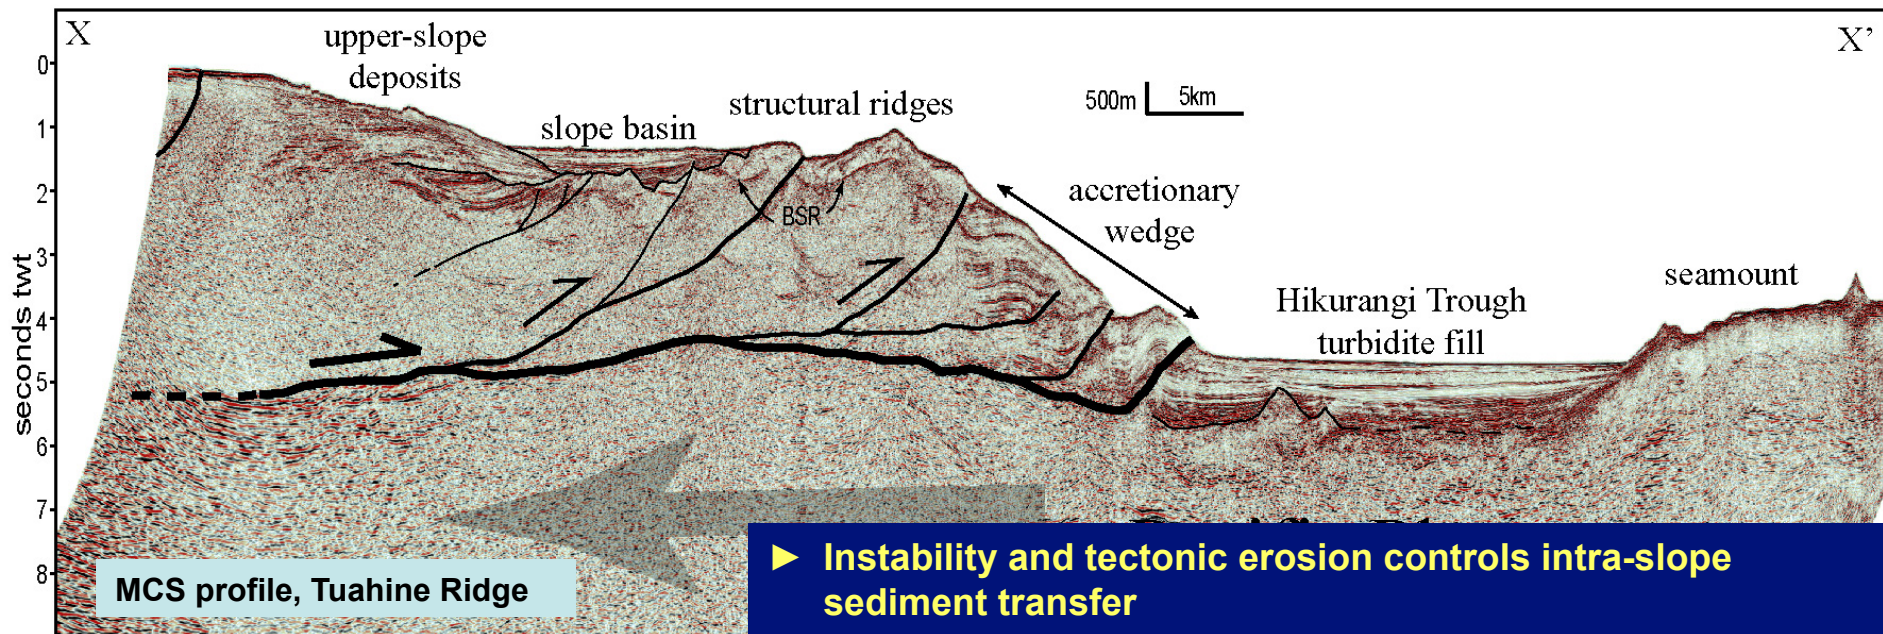 X
X’
upper-slope
deposits
structural ridges
500m
5km
slope basin
accretionary
wedge
BSR
seamount
Hikurangi Trough
turbidite fill
seconds twt
0
1
2
3
4
5
6
7
8
MCS profile, Tuahine Ridge
► Instability and tectonic erosion controls intra-slope
sediment transfer